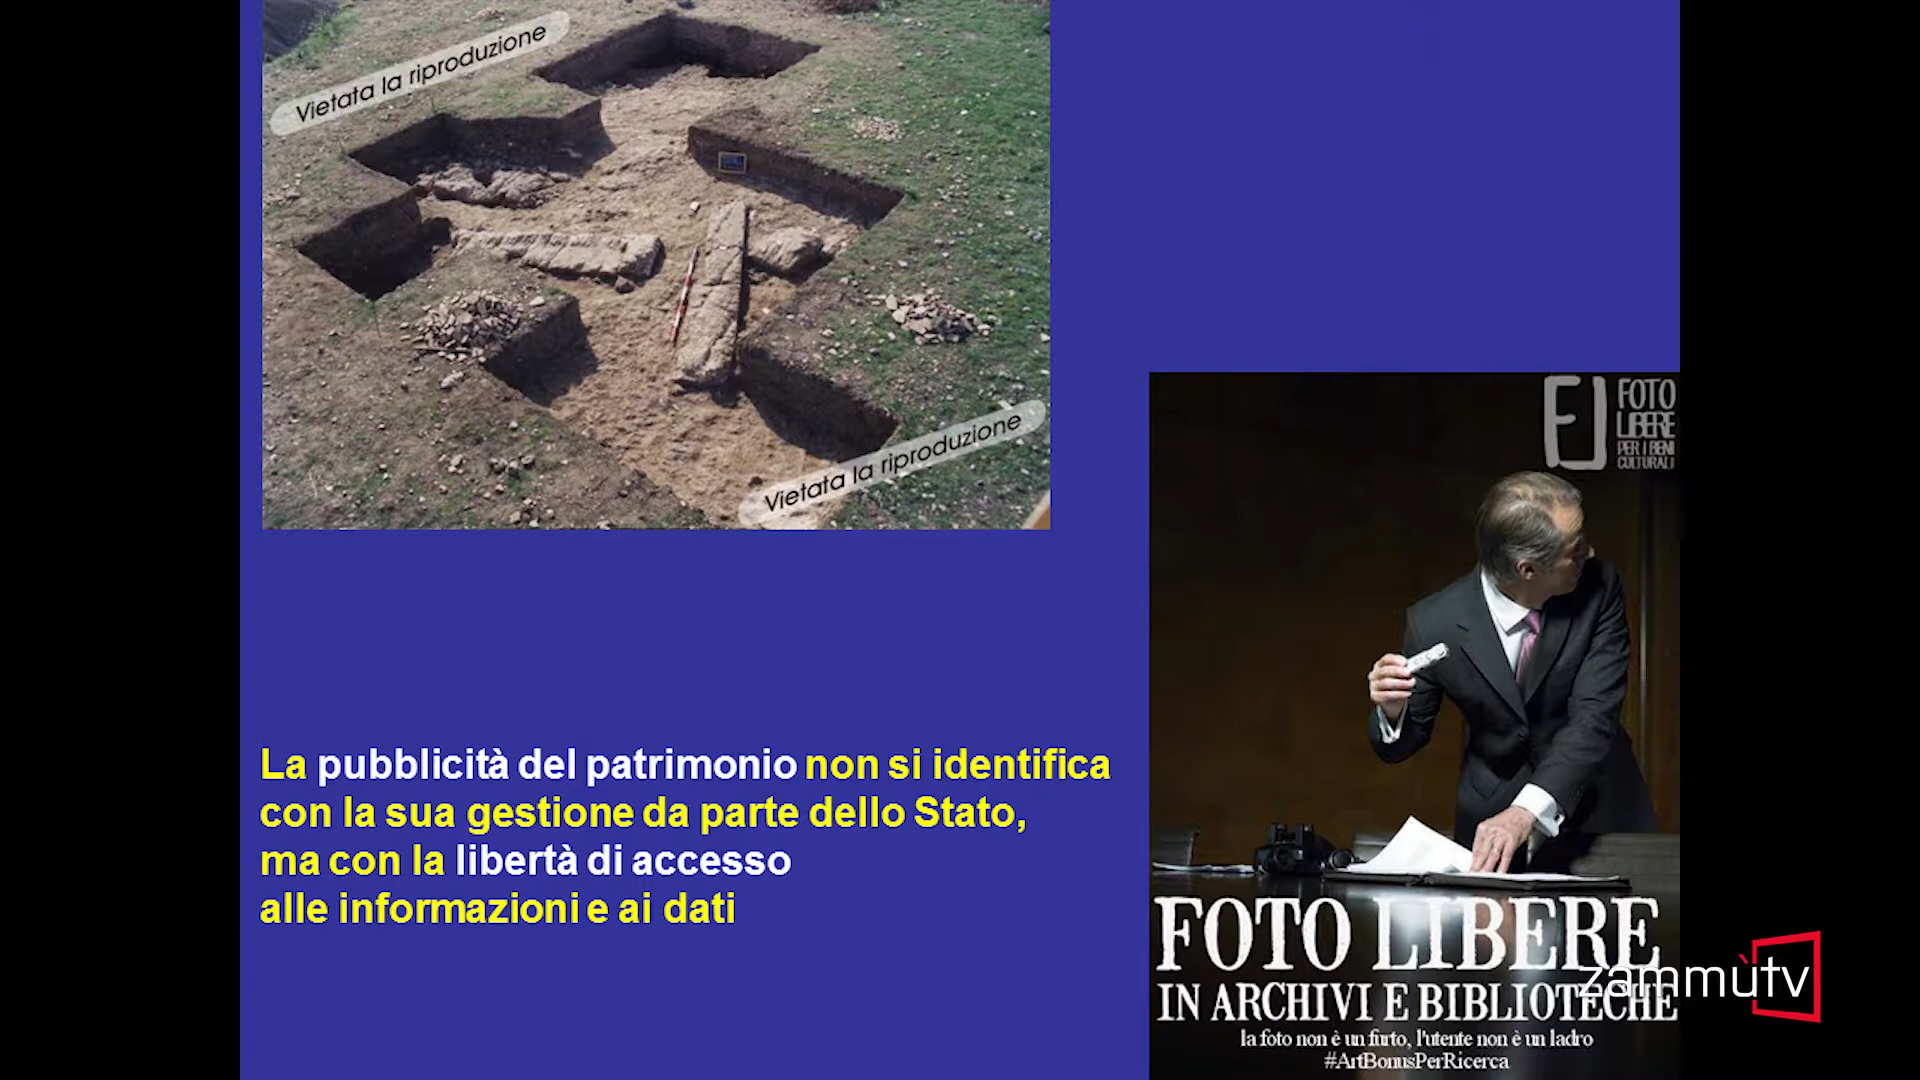 Vietata la riproduzione
Vietata la riproduzione
La pubblicità del patrimonio non si identifica
con la sua gestione da parte dello Stato,
ma con la libertà di accesso
alle informazioni e ai dati
FOTO
LIBERE
PER I BENI
CULTURALI
FOTO LIBERE
IN ARCHIVI E BIBLIOTECHE
la foto non è un furto, l'utente non è un ladro
#ArtBonusPerRicerca
zammùtv